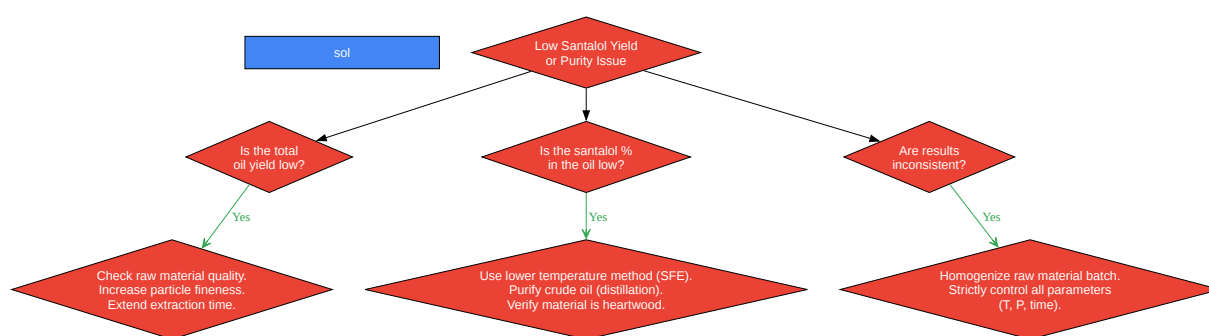 sol
Low Santalol Yield
or Purity Issue
Is the total
oil yield low?
Is the santalol %
in the oil low?
Are results
inconsistent?
Yes
Yes
Yes
Check raw material quality.
Increase particle fineness.
Extend extraction time.
Use lower temperature method (SFE).
Purify crude oil (distillation).
Verify material is heartwood.
Homogenize raw material batch.
Strictly control all parameters
(T, P, time).